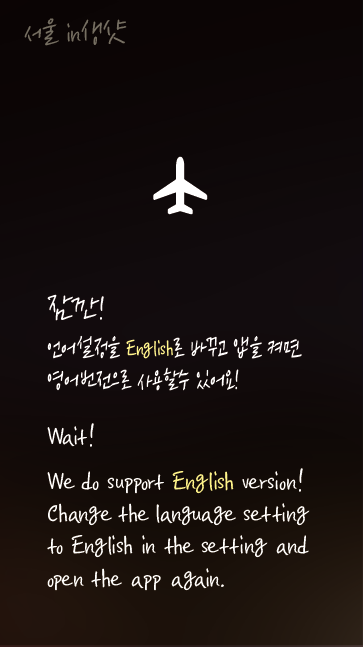 서울 in생샷
잠깐!
언어설정을 English로 바꾸고 앱을 켜면
영어버전으로 사용할수 있어요!
Wait!
We do support English version!
Change the language setting
to English in the setting and
open the app again.